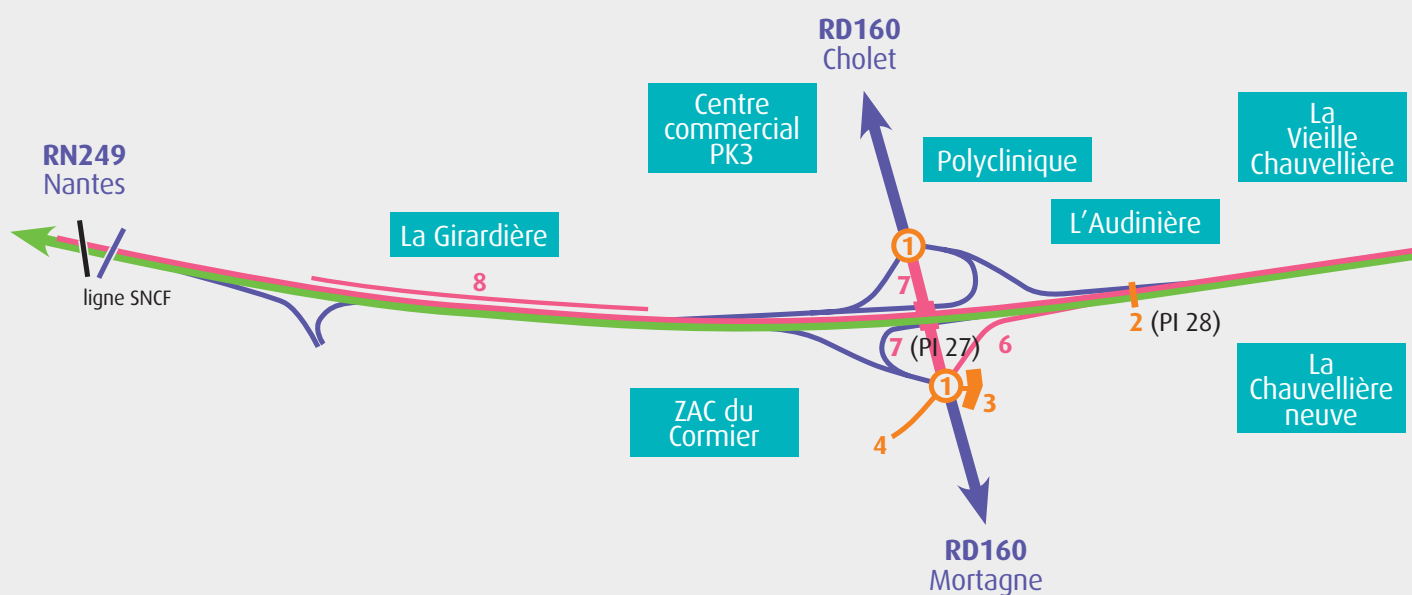 RD160
Cholet
Centre
commercial
PK3
La
Vieille
Chauvellière
RN249
Nantes
Polyclinique
L'Audinière
La Girardière
1
ligne SNCF
8
7
2 (PI 28)
7 (PI 27)
6
La
Chauvellière
neuve
1
3
ZAC du
Cormier
4
RD160
Mortagne